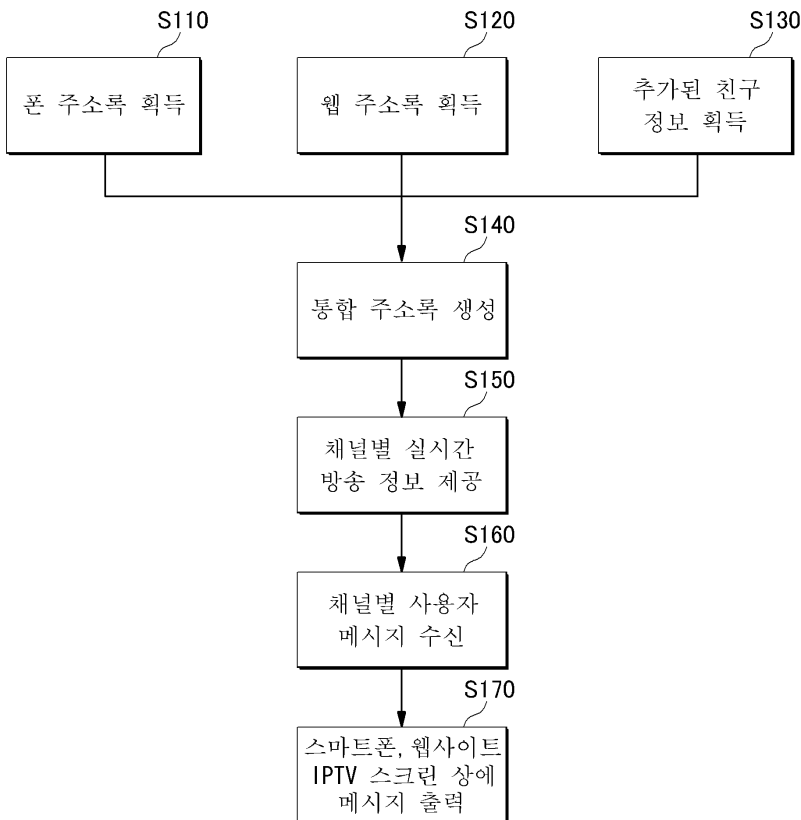 S110
S120
S130
폰 주소록 획득
웹 주소록 획득
추가된 친구
정보 획득
S140
통합 주소록 생성
S150
채널별 실시간
방송 정보 제공
S160
채널별 사용자
메시지 수신
S170
스마트폰, 웹사이트
IPTV 스크린 상에
메시지 출력